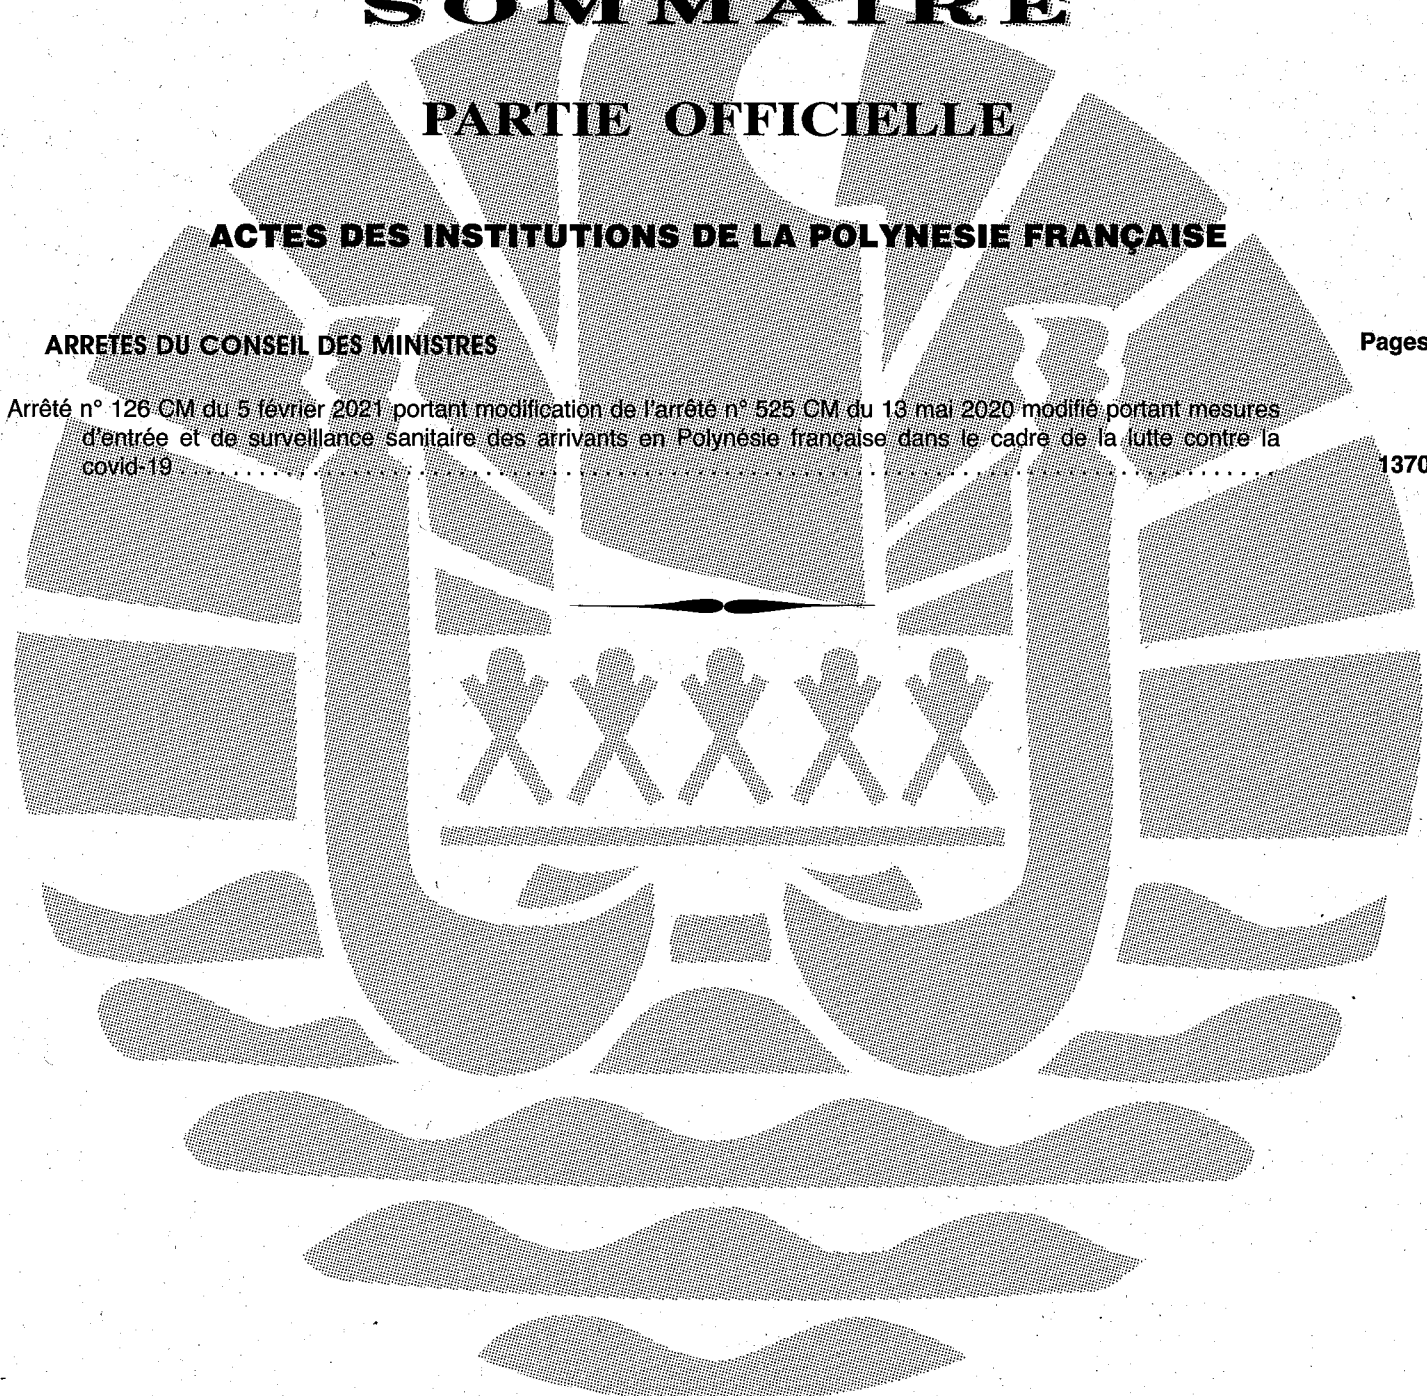 SOMMAIRE
PARTIE OFFICIELLE
ACTES DES INSTITUTIONS DE LA POLYNESIE FRANÇAISE
ARRETES DU CONSEIL DES MINISTRES Pages
Arrêté n° 126 CM du 5 février 2021 portant modification de l'arrêté n° 525 CM du 13 mai 2020 modifié portant mesures
d'entrée et de surveillance sanitaire des arrivants en Polynésie française dans le cadre de la lutte contre la
covid-19 .......................................................................................... 1370